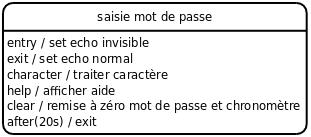 saisie mot de passe
entry / set echo invisible
exit / set echo normal
character / traiter caractère
help / afficher aide
clear / remise à zéro mot de passe et chronomètre
after(20s) / exit